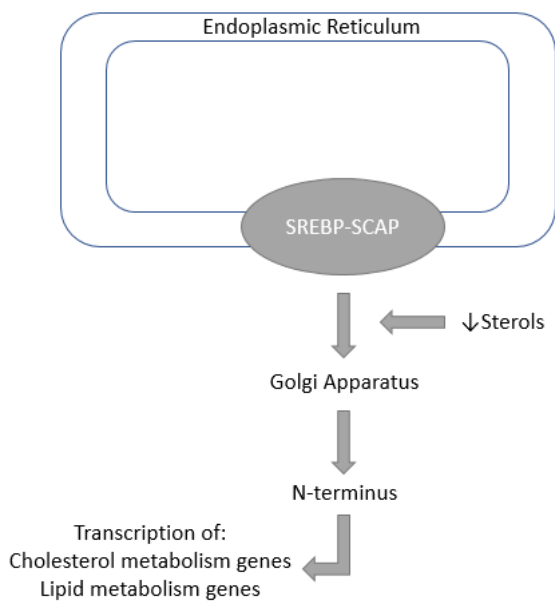 Endoplasmic Reticulum
SREBP-SCAP
↓Sterols
Golgi Apparatus
N-terminus
Transcription of:
Cholesterol metabolism genes
Lipid metabolism genes